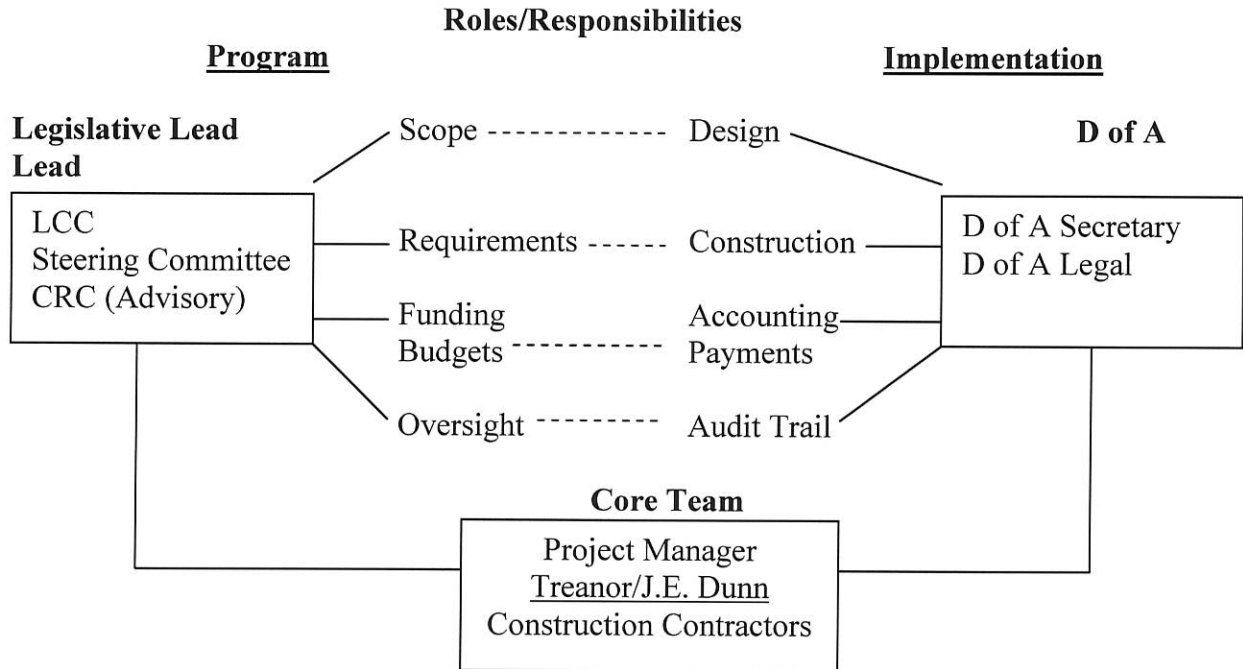 Roles/Responsibilities
Program
Implementation
Legislative Lead
Lead
D of A
Scope
Design
LCC
Steering Committee
CRC (Advisory)
Requirements
Construction
D of A Secretary
D of A Legal
Funding
Budgets
Accounting
Payments
Oversight
Audit Trail
Core Team
Project Manager
Treanor/J.E. Dunn
Construction Contractors